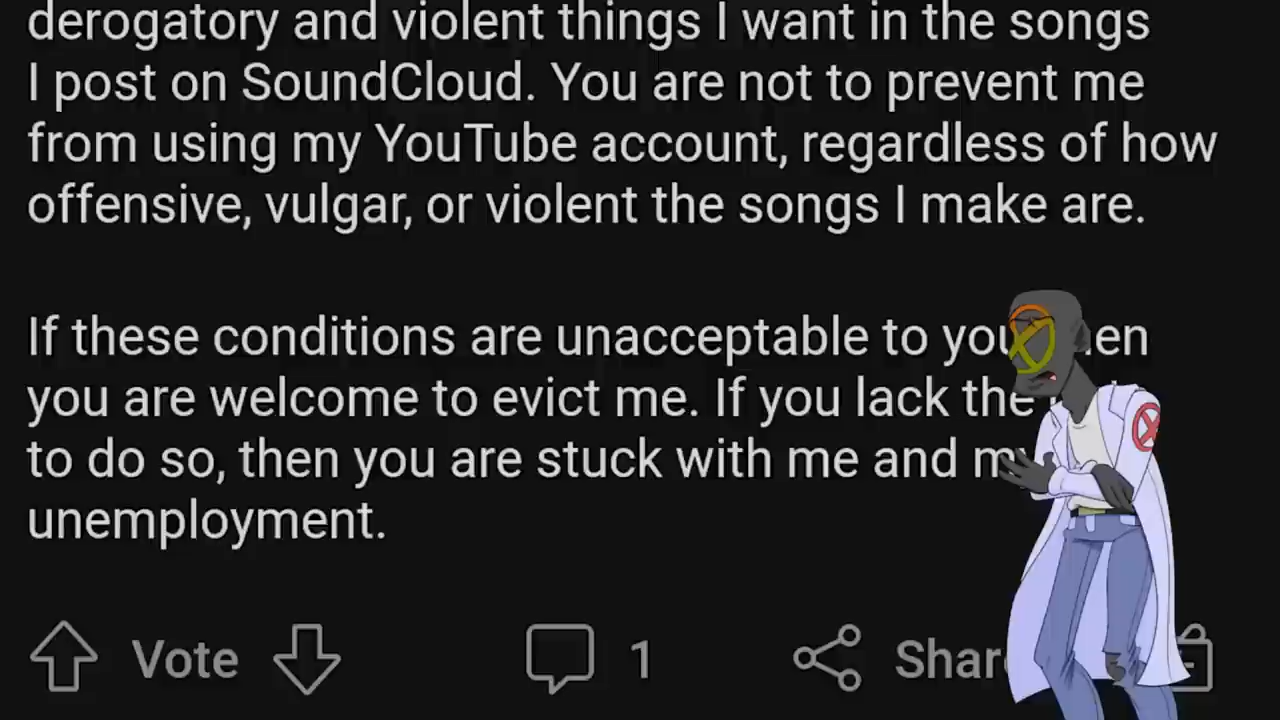 derogatory and violent things I want in the songs
I post on SoundCloud. You are not to prevent me
from using my YouTube account, regardless of how
offensive, vulgar, or violent the songs I make are.
If these conditions are unacceptable to you
you are welcome to evict me. If you lack the
to do so, then you are stuck with me and my
unemployment.
Vote 1 Share